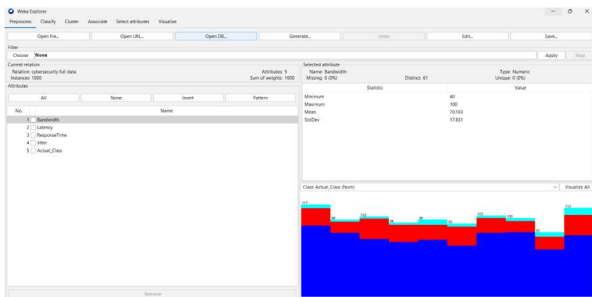 Weka Explorer
Preprocess Classify Cluster Associate Select attributes Visualize
Open file... Open URL... Open DB... Generate... Undo Edit... Save...
Filter
Choose None Apply Stop
Current relation
Relation: cybersecurity full data Attributes: 5
Instances: 1000 Sum of weights: 1000
Attributes
All None Invert Pattern
No. Name
1 Bandwidth
2 Latency
3 ResponseTime
4 Jitter
5 Actual_Class
Remove
Selected attribute
Name: Bandwidth Type: Numeric
Missing: 0 (0%) Distinct: 61 Unique: 0 (0%)
Statistic Value
Minimum 40
Maximum 100
Mean
StdDev
Class: Actual_Class (Nom) Visualize All